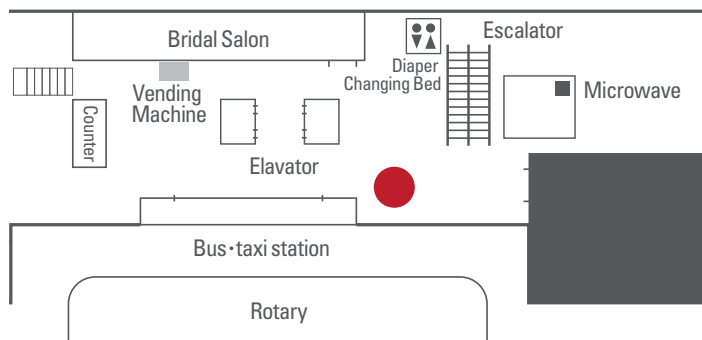 Bridal Salon
Escalator
Diaper
Changing Bed
Microwave
Vending
Machine
Counter
Elavator
Bus・taxi station
Rotary